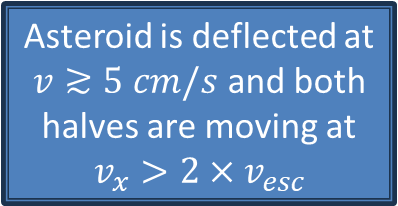 Asteroid is deflected at
v ≳ 5 cm/s and both
halves are moving at
vₓ > 2 × vₑₛ𝒸